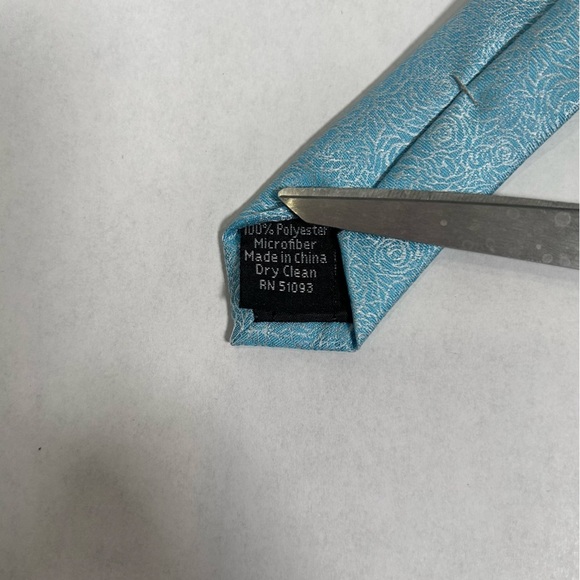 100% Polyester
Microfiber
Made in China
Dry Clean
RN 51093